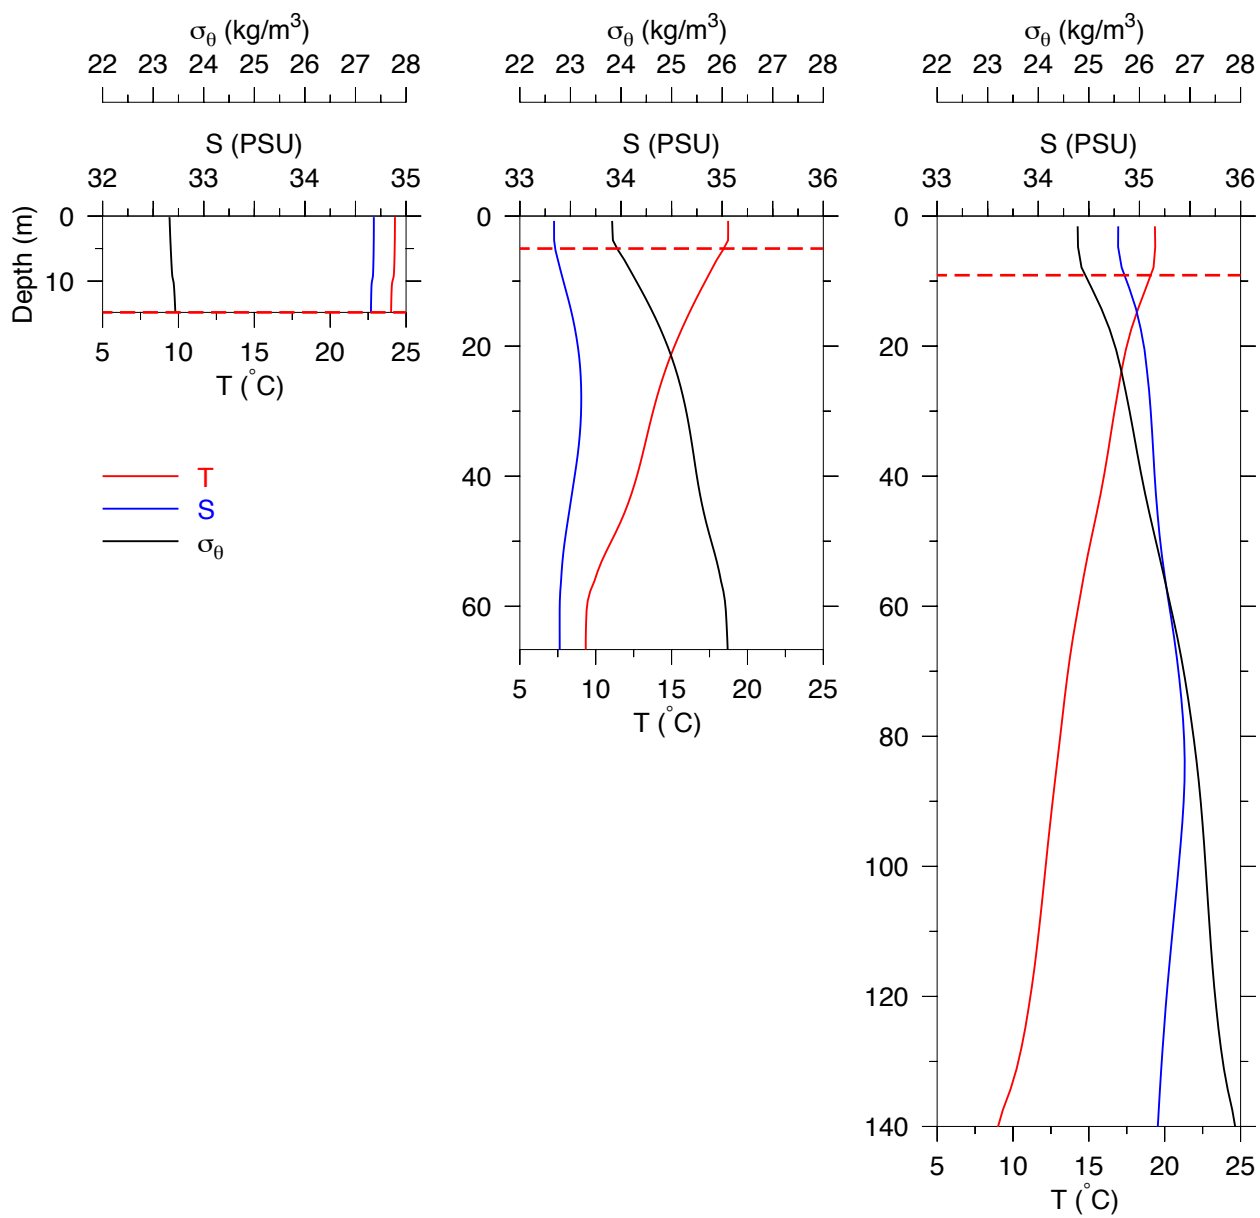 σθ (kg/m³) σθ (kg/m³) σθ (kg/m³)
22 23 24 25 26 27 28 22 23 24 25 26 27 28 22 23 24 25 26 27 28
S (PSU) S (PSU) S (PSU)
32 33 34 35 33 34 35 36 33 34 35 36
Depth (m)
0
10
5 10 15 20 25
T (°C)
T
S
σθ
0
20
40
60
5 10 15 20 25
T (°C)
0
20
40
60
80
100
120
140
5 10 15 20 25
T (°C)